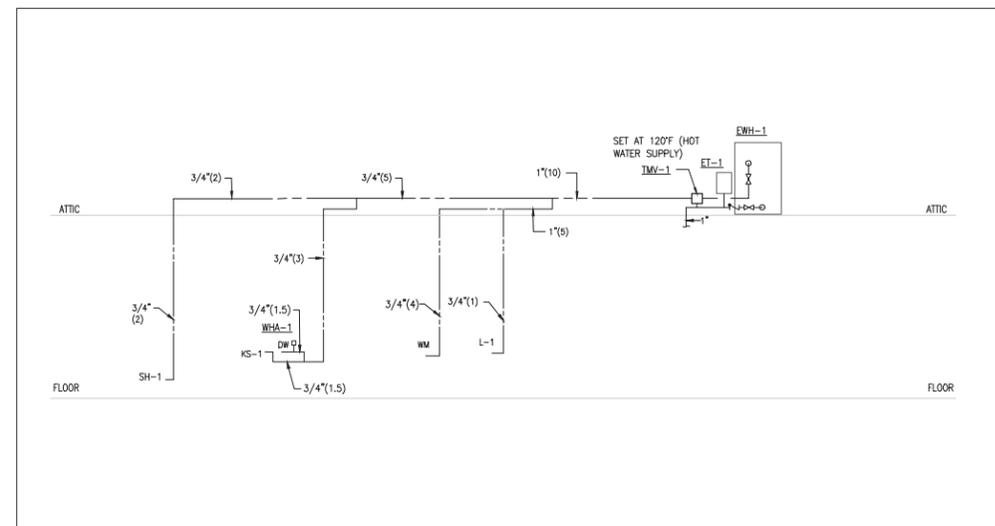 EWH-1
SET AT 120°F (HOT
WATER SUPPLY)
ET-1
TMV-1
3/4"(2)
3/4"(5)
1"(10)
ATTIC
ATTIC
1"
1"(5)
3/4"(3)
3/4"
(2)
3/4"(1.5)
3/4"(4)
3/4"(1)
WHA-1
DW
KS-1
WM
L-1
SH-1
3/4"(1.5)
FLOOR
FLOOR